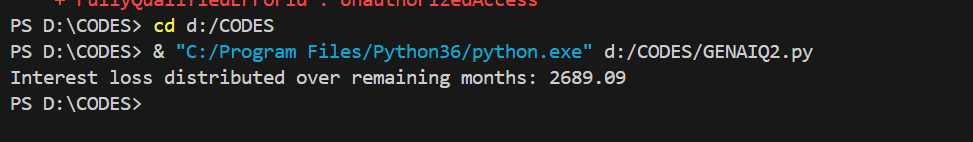 + FullyQualifiedErrorId : UnauthorizedAccess
PS D:\CODES> cd d:/CODES
PS D:\CODES> & "C:/Program Files/Python36/python.exe" d:/CODES/GENAIQ2.py
Interest loss distributed over remaining months: 2689.09
PS D:\CODES>